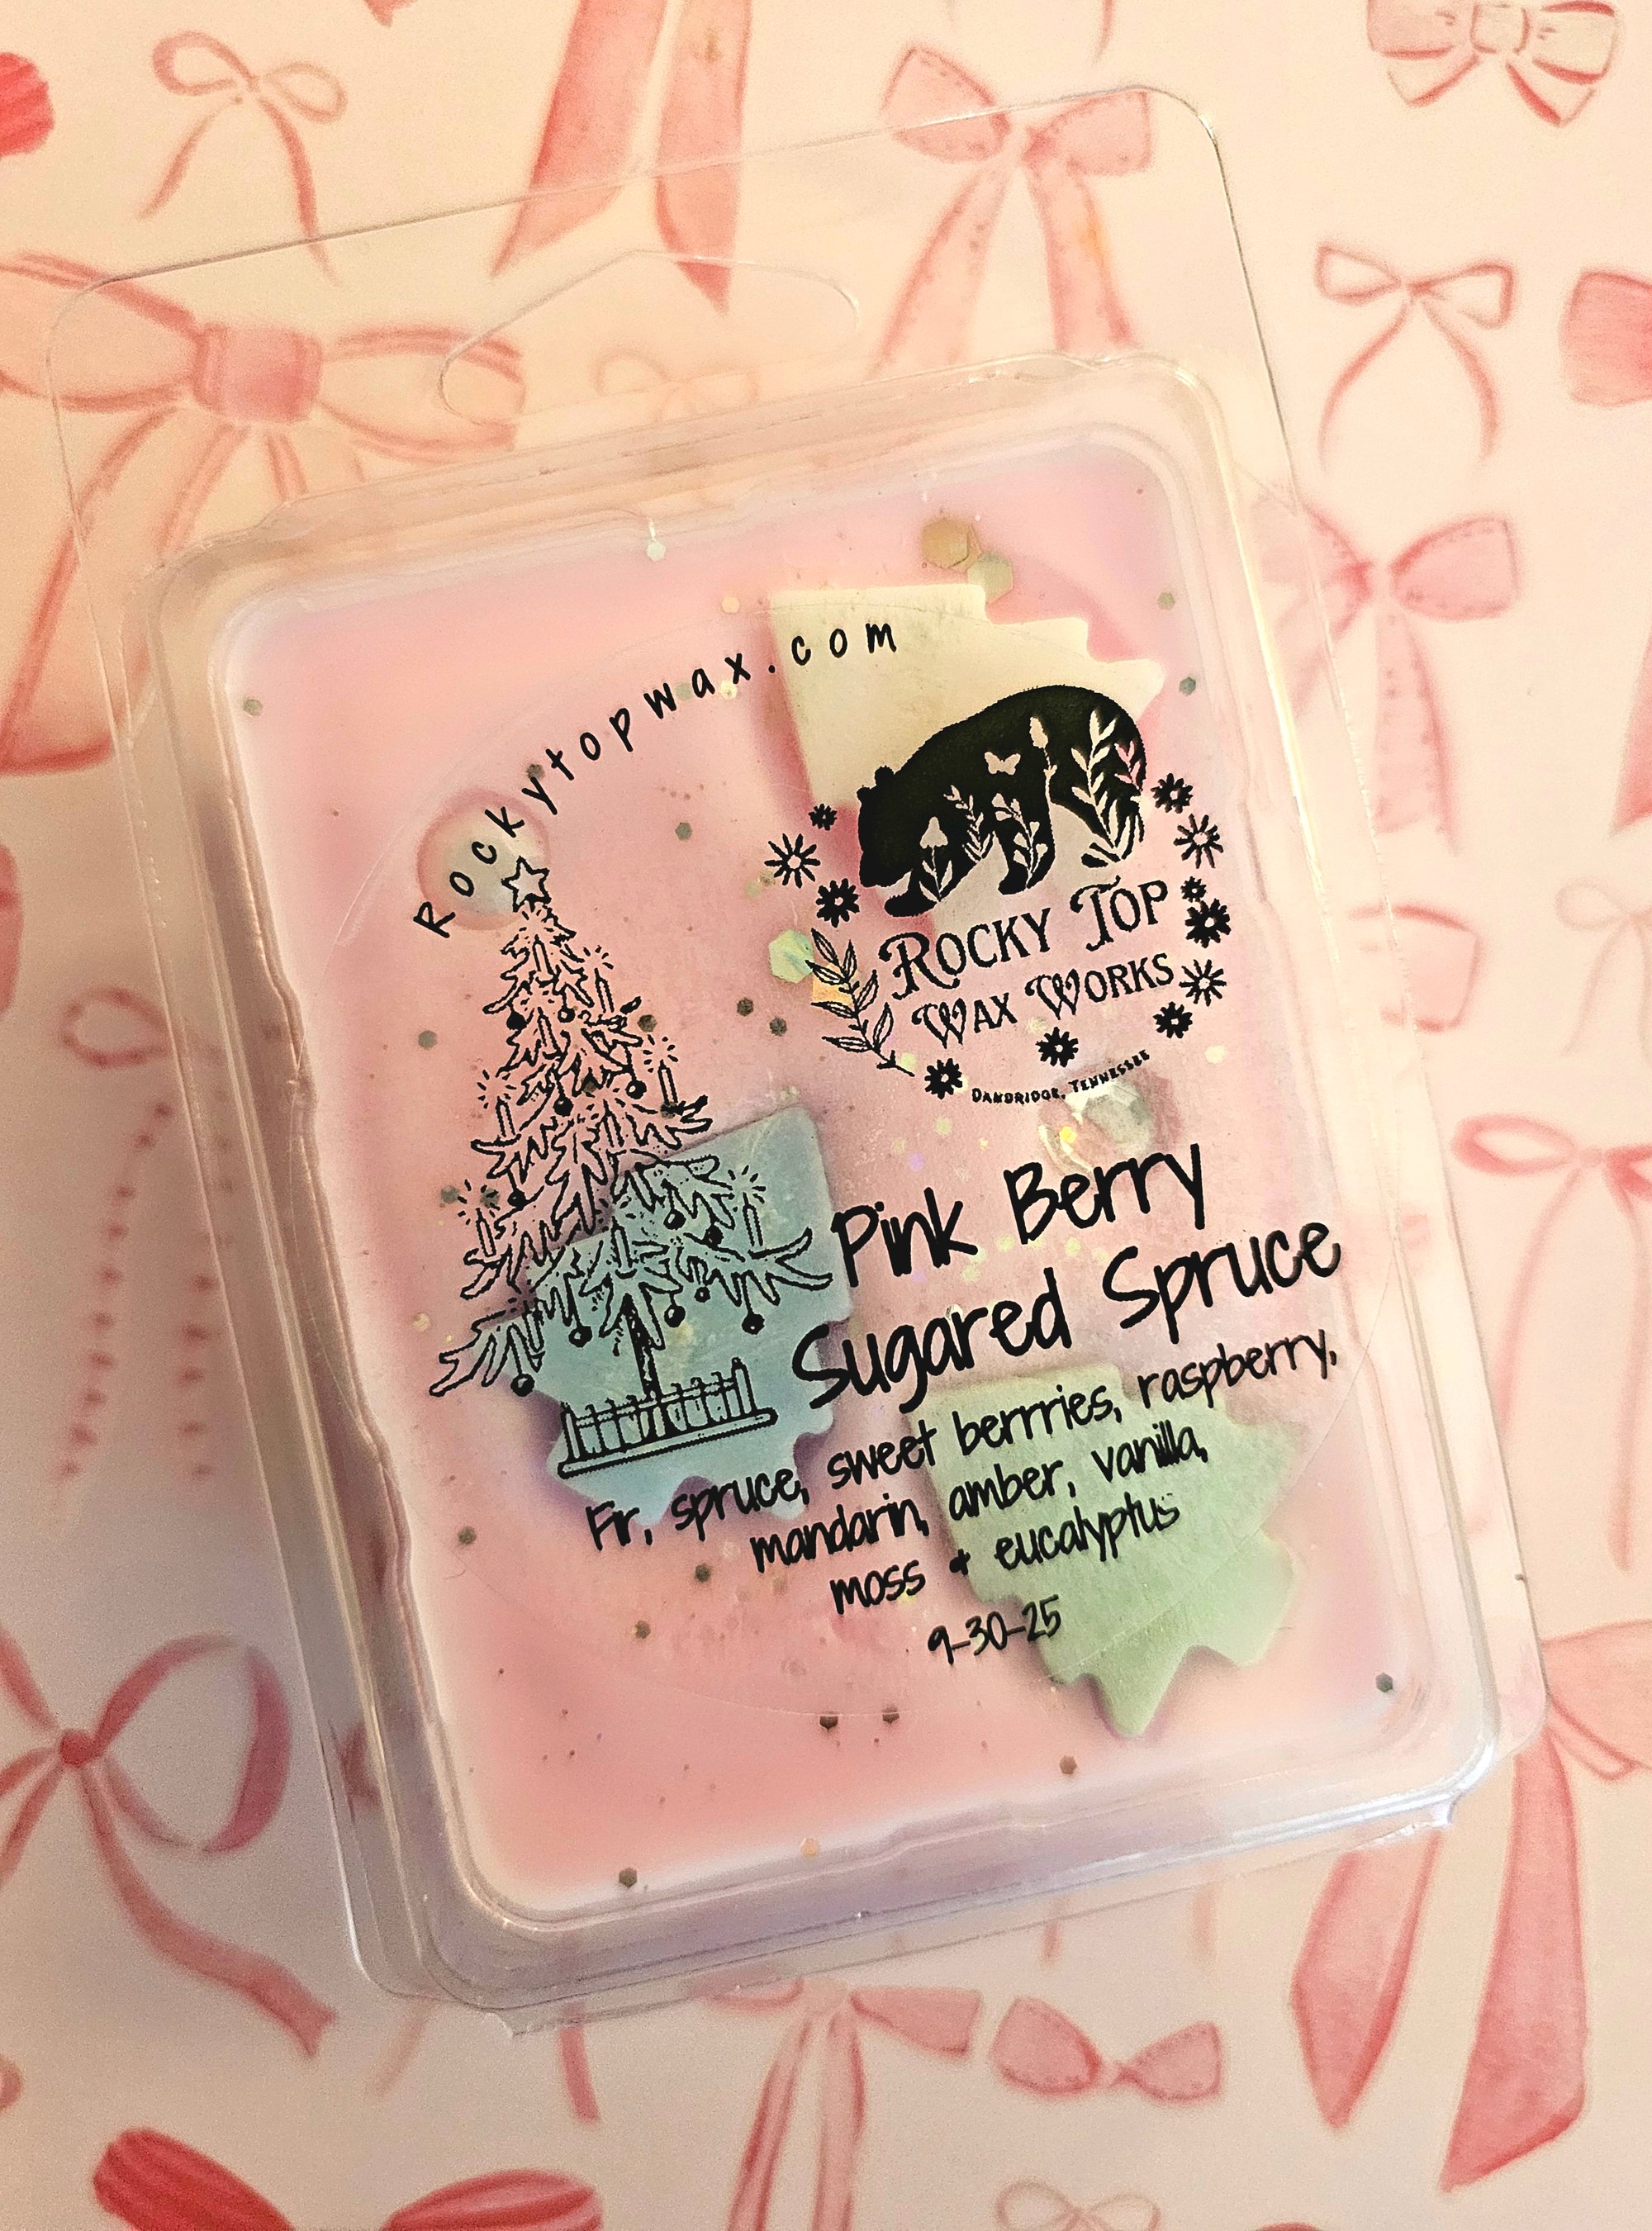 Rockytopwax.com
ROCKY TOP
WAX WORKS
DANDRIDGE, TENNESSEE
Pink Berry
Sugared Spruce
Fir, spruce, sweet berrries, raspberry,
mandarin, amber, vanilla,
moss + eucalyptus
9-30-25